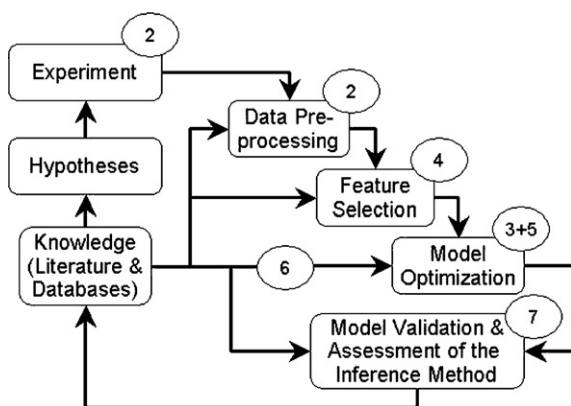 2
Experiment
2
Data Pre-
processing
Hypotheses
4
Feature
Selection
Knowledge
(Literature &
Databases)
3+5
6
Model
Optimization
7
Model Validation &
Assessment of the
Inference Method